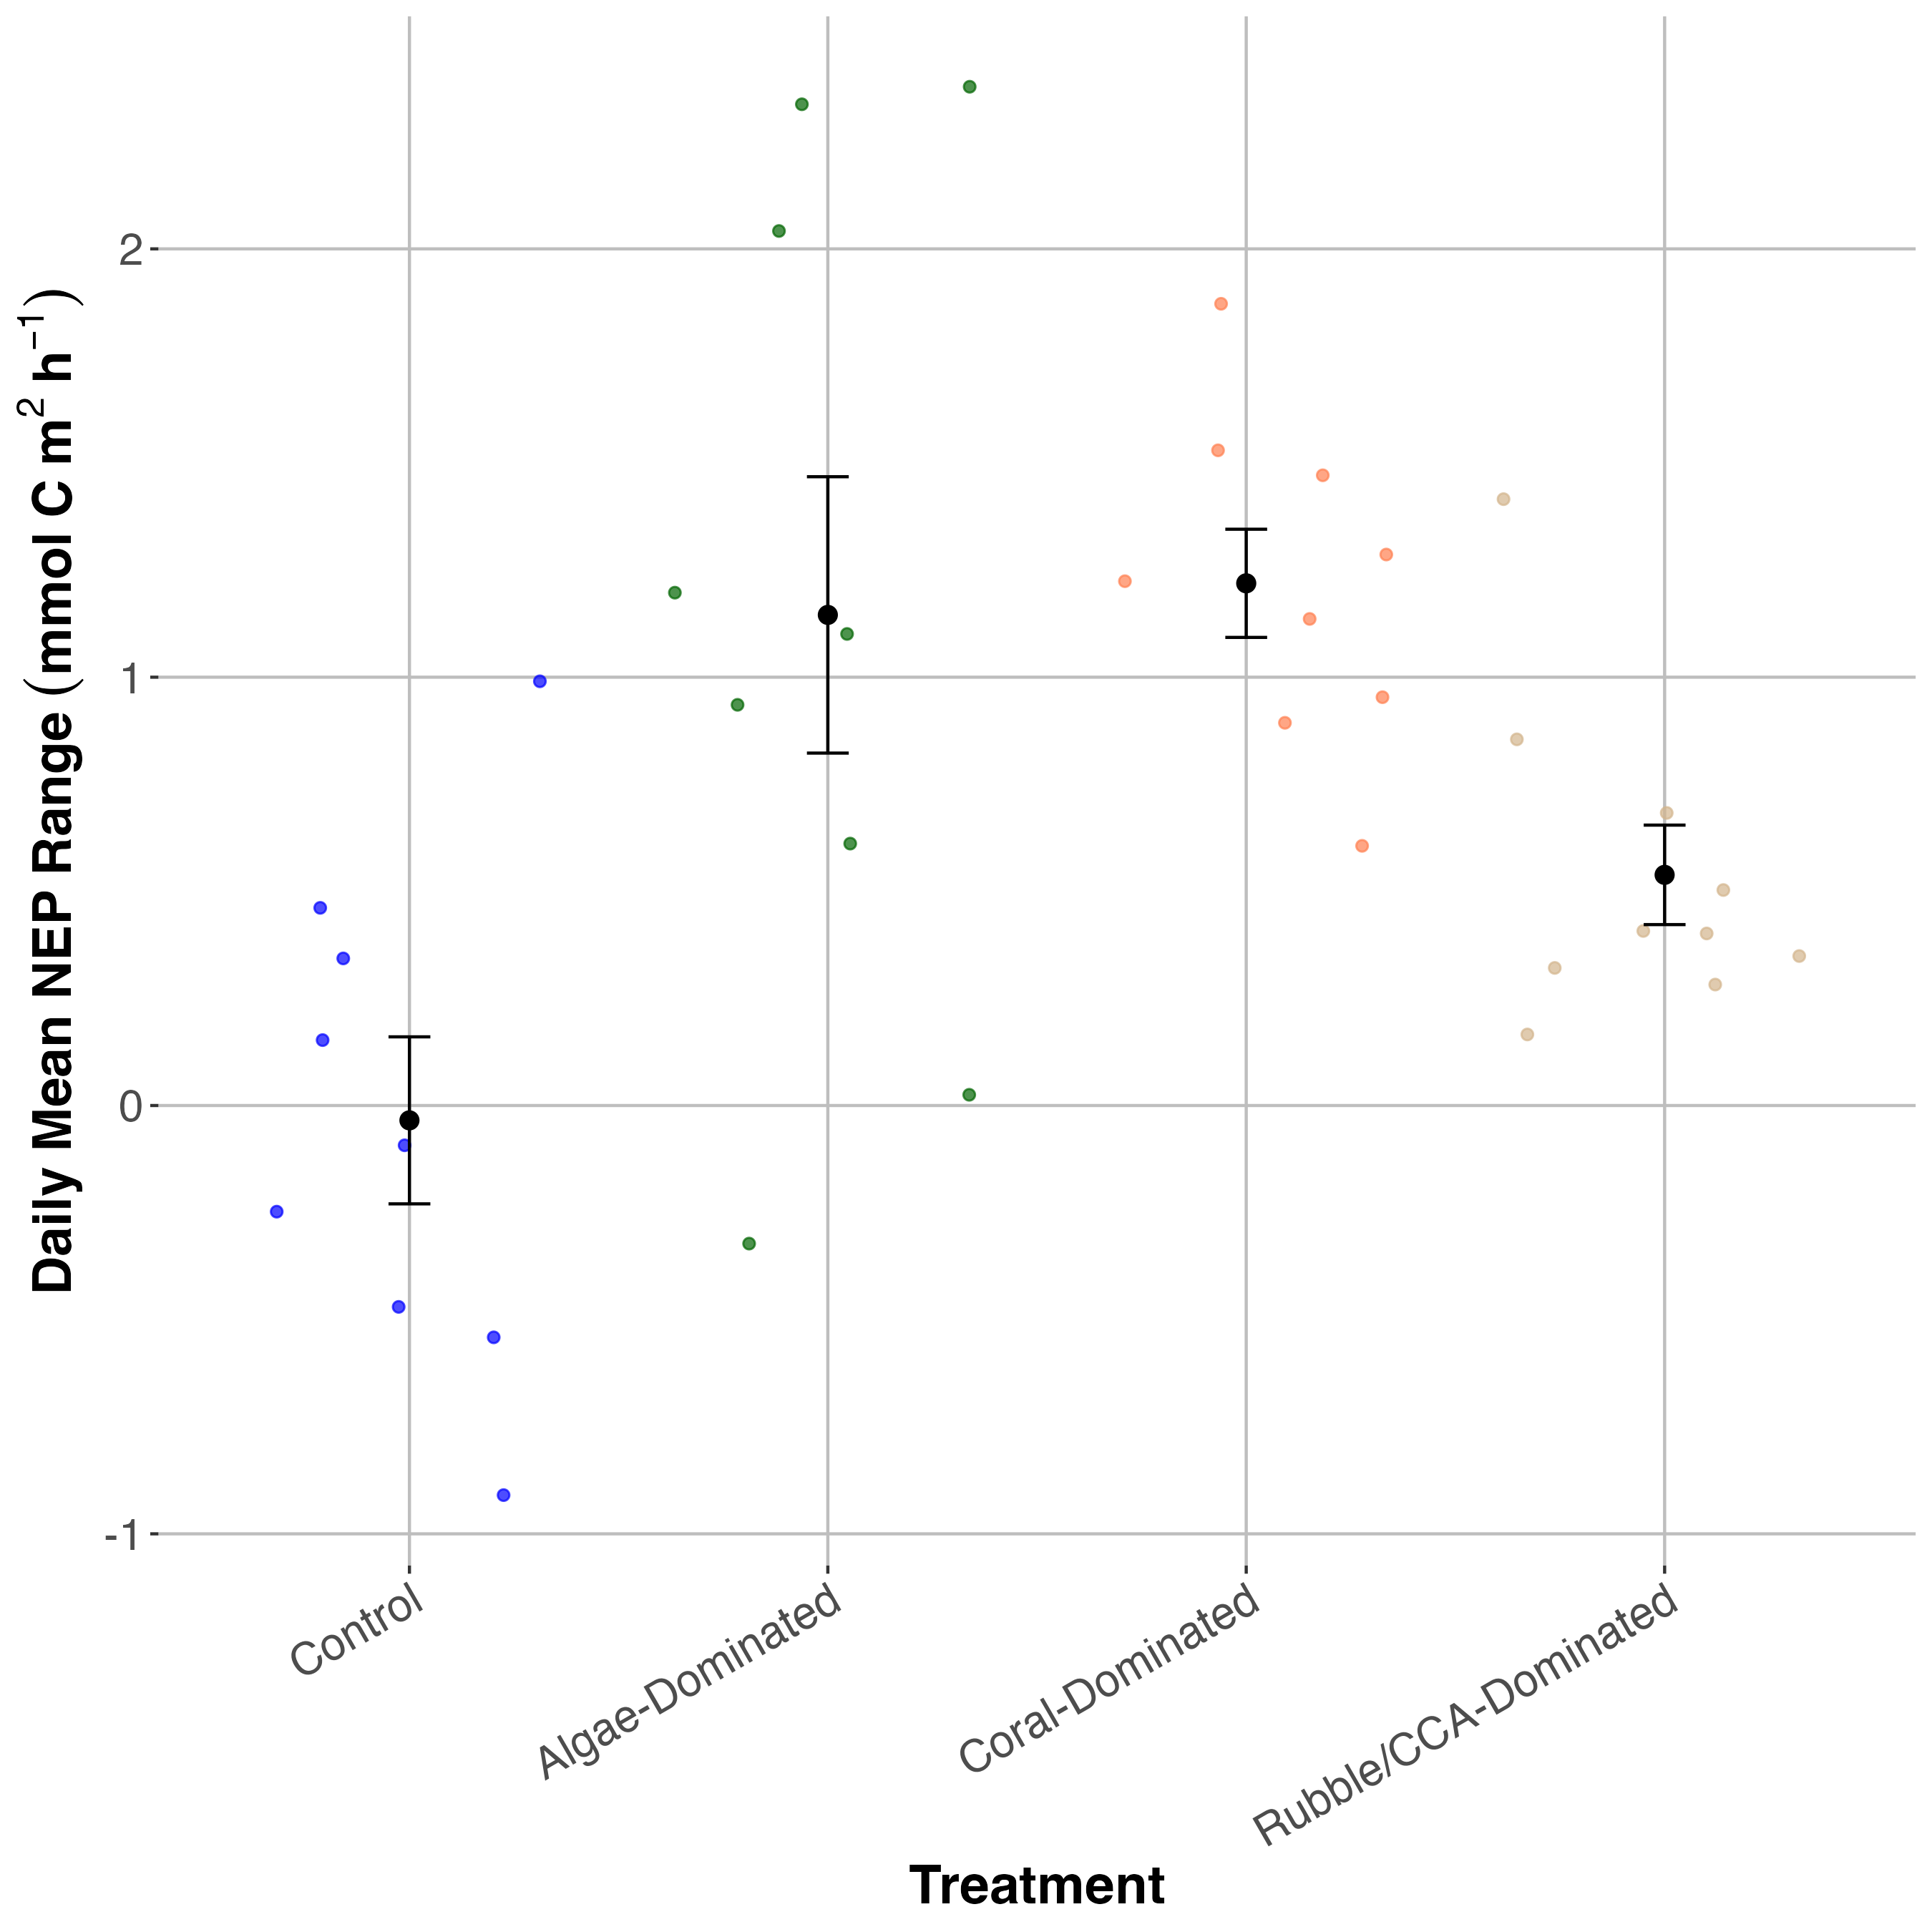 Daily Mean NEP Range (mmol C m² h⁻¹)
2
1
0
-1
Control
Algae-Dominated
Coral-Dominated
Rubble/CCA-Dominated
Treatment